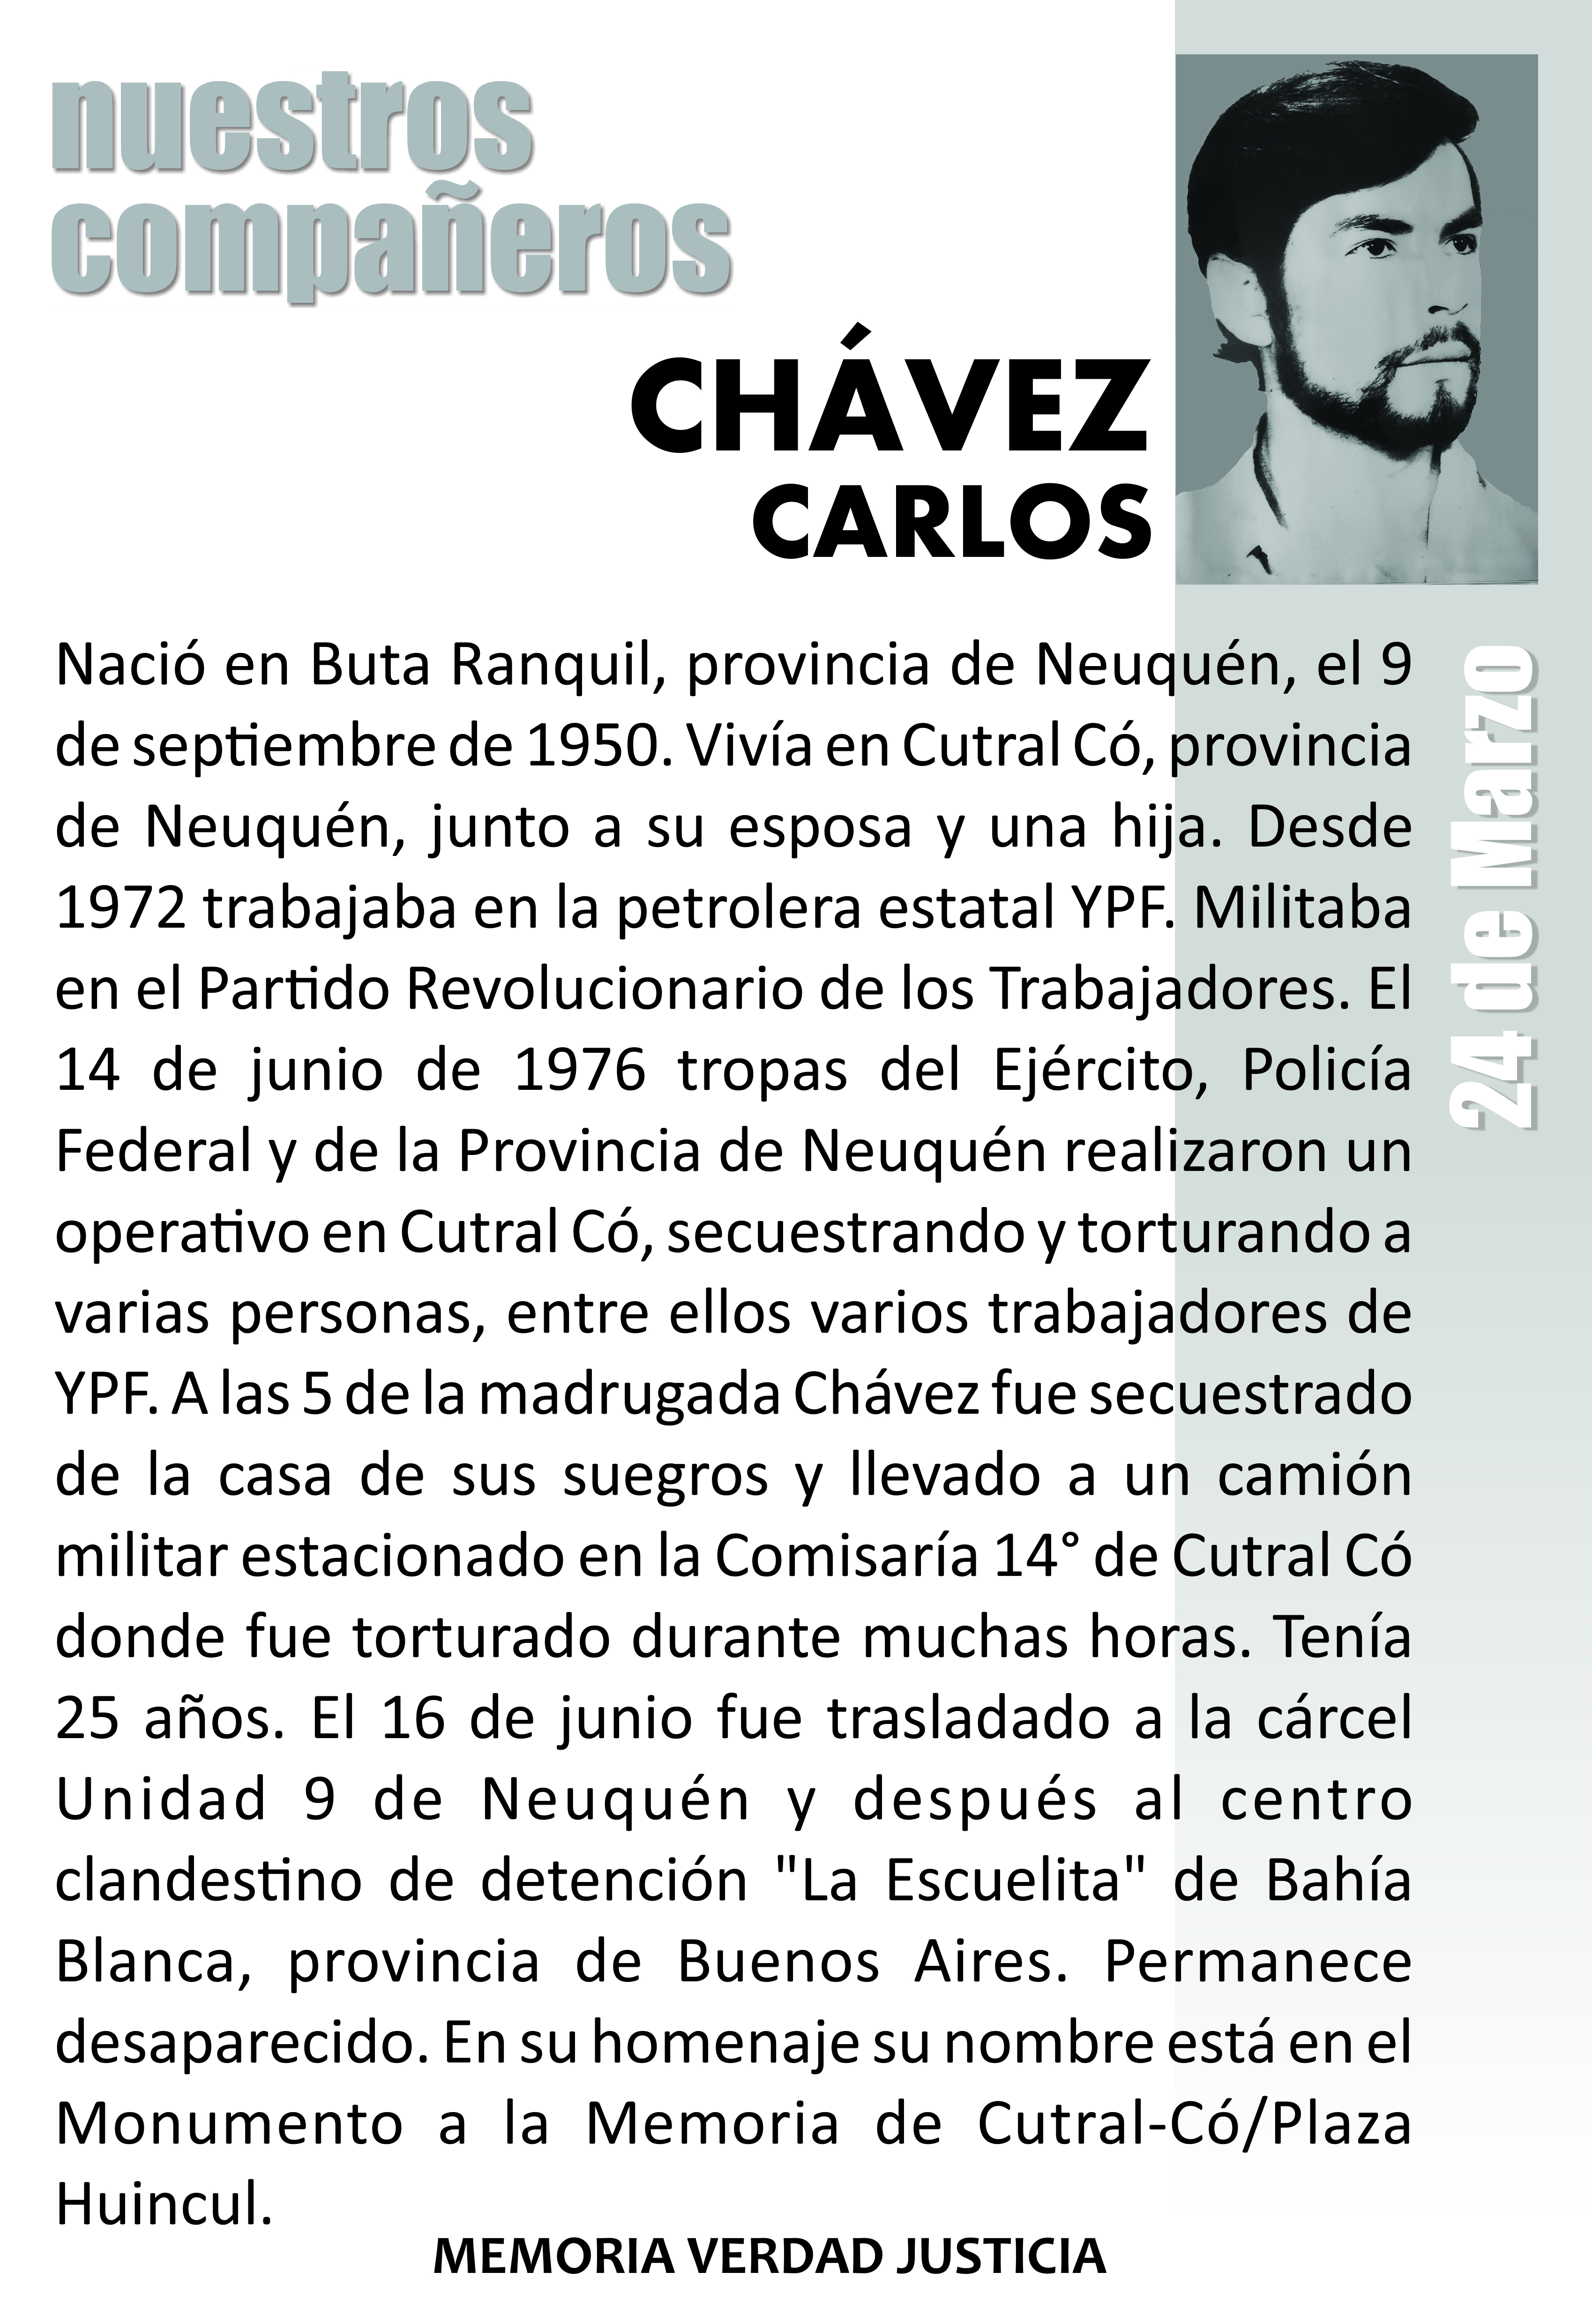 nuestros
compañeros
CHÁVEZ
CARLOS
Nació en Buta Ranquil, provincia de Neuquén, el 9
de septiembre de 1950. Vivía en Cutral Có, provincia
de Neuquén, junto a su esposa y una hija. Desde
1972 trabajaba en la petrolera estatal YPF. Militaba
en el Partido Revolucionario de los Trabajadores. El
14 de junio de 1976 tropas del Ejército, Policía
Federal y de la Provincia de Neuquén realizaron un
operativo en Cutral Có, secuestrando y torturando a
varias personas, entre ellos varios trabajadores de
YPF. A las 5 de la madrugada Chávez fue secuestrado
de la casa de sus suegros y llevado a un camión
militar estacionado en la Comisaría 14° de Cutral Có
donde fue torturado durante muchas horas. Tenía
25 años. El 16 de junio fue trasladado a la cárcel
Unidad 9 de Neuquén y después al centro
clandestino de detención "La Escuelita" de Bahía
Blanca, provincia de Buenos Aires. Permanece
desaparecido. En su homenaje su nombre está en el
Monumento a la Memoria de Cutral-Có/Plaza
Huincul.
24 de Marzo
MEMORIA VERDAD JUSTICIA